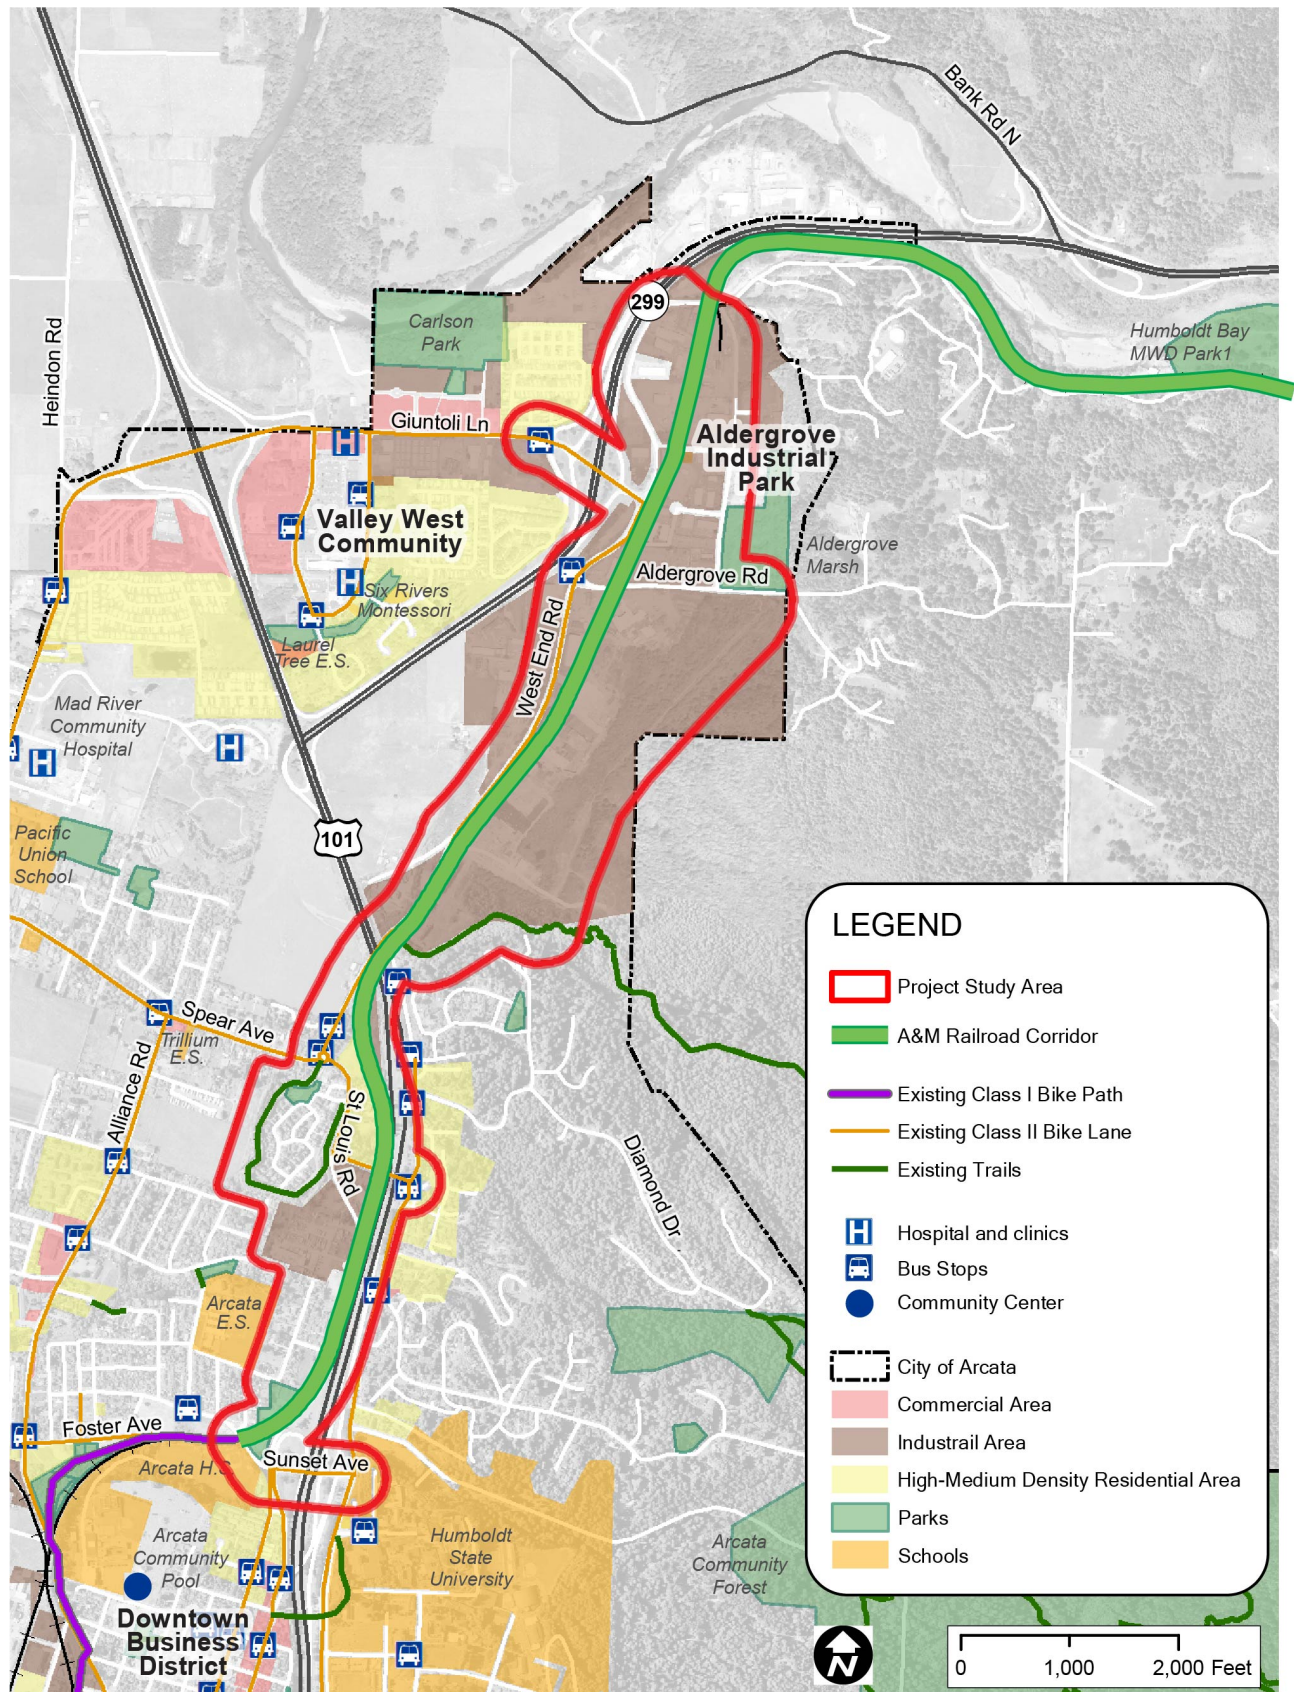 Bank Rd N
299
Carlson
Park
Humboldt Bay
MWD Park1
Heindon Rd
Giuntoli Ln
H
Aldergrove
Industrial
Park
Valley West
Community
Aldergrove
Marsh
Aldergrove Rd
H
Six Rivers
Montessori
Laurel
Tree E.S.
West End Rd
Mad River
Community
Hospital
H
H
101
Pacific
Union
School
Spear Ave
Trillium
E.S.
Alliance Rd
St Louis Rd
Diamond Dr
Arcata
E.S.
Foster Ave
Arcata H.S.
Sunset Ave
Arcata
Community
Pool
Humboldt
State
University
Arcata
Community
Forest
Downtown
Business
District
LEGEND
Project Study Area
A&M Railroad Corridor
Existing Class I Bike Path
Existing Class II Bike Lane
Existing Trails
H Hospital and clinics
Bus Stops
Community Center
City of Arcata
Commercial Area
Industrail Area
High-Medium Density Residential Area
Parks
Schools
N
0 1,000 2,000 Feet